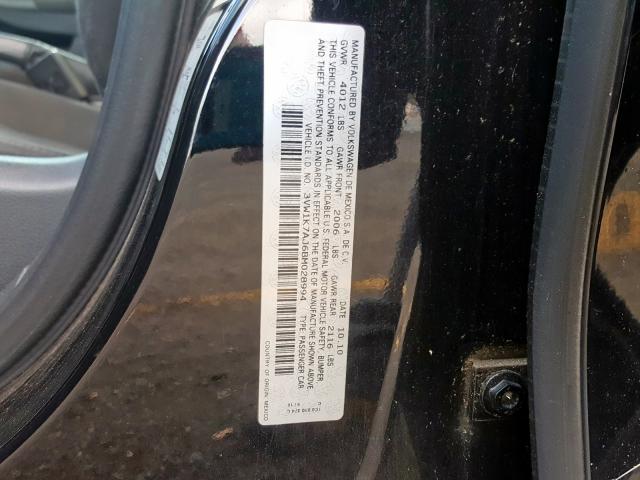 MANUFACTURED BY VOLKSWAGEN DE MEXICO S.A. DE C.V.
GVWR 4012 LBS GAWR FRONT 2006 LBS GAWR REAR 2116 LBS DATE 10.10
THIS VEHICLE CONFORMS TO ALL APPLICABLE U.S. FEDERAL MOTOR VEHICLE SAFETY BUMPER,
AND THEFT PREVENTION STANDARDS IN EFFECT ON THE DATE OF MANUFACTURE SHOWN ABOVE.
VEHICLE I.D. NO. 3VW1K7AJ6BM028994 TYPE: PASSENGER CAR
COUNTRY OF ORIGIN: MEXICO